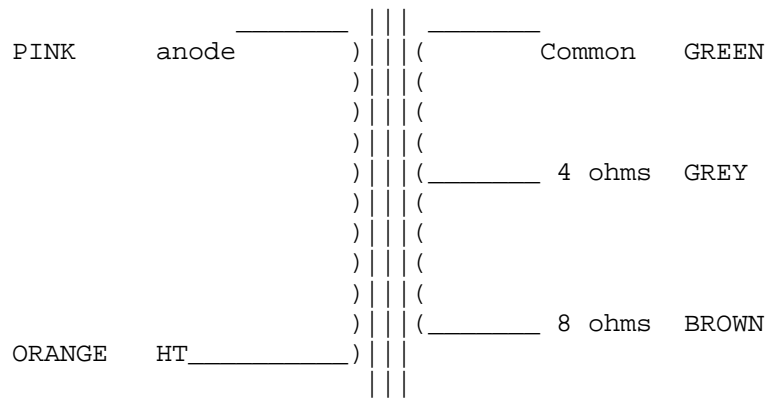 PINK anode Common GREEN
4 ohms GREY
8 ohms BROWN
ORANGE HT